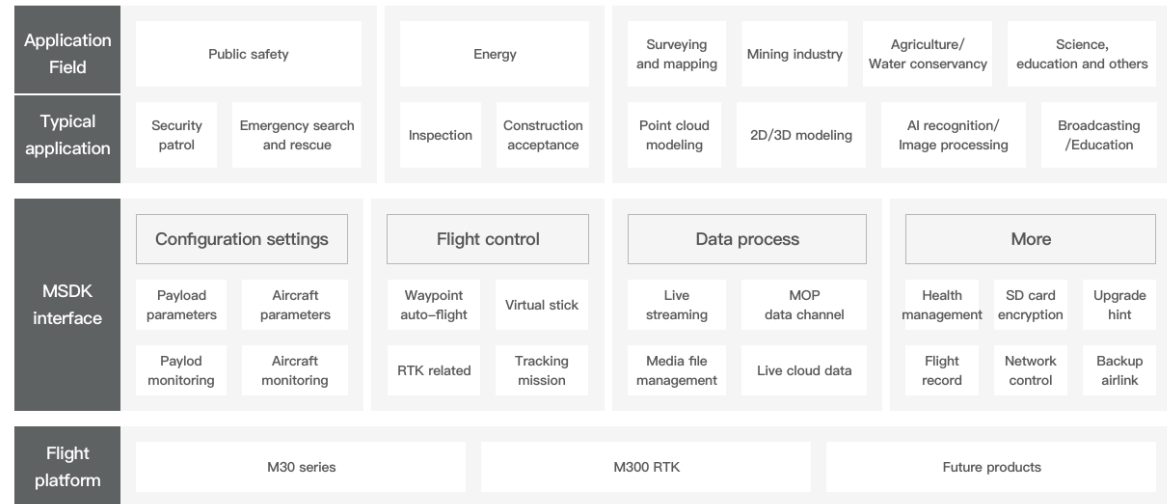 Application
Field
Public safety
Energy
Surveying
and mapping
Mining industry
Agriculture/
Water conservancy
Science,
education and others
Typical
application
Security
patrol
Emergency search
and rescue
Inspection
Construction
acceptance
Point cloud
modeling
2D/3D modeling
AI recognition/
Image processing
Broadcasting
/Education
MSDK
interface
Configuration settings
Flight control
Data process
More
Payload
parameters
Aircraft
parameters
Waypoint
auto-flight
Virtual stick
Live
streaming
MOP
data channel
Health
management
SD card
encryption
Upgrade
hint
Paylod
monitoring
Aircraft
monitoring
RTK related
Tracking
mission
Media file
management
Live cloud data
Flight
record
Network
control
Backup
airlink
Flight
platform
M30 series
M300 RTK
Future products